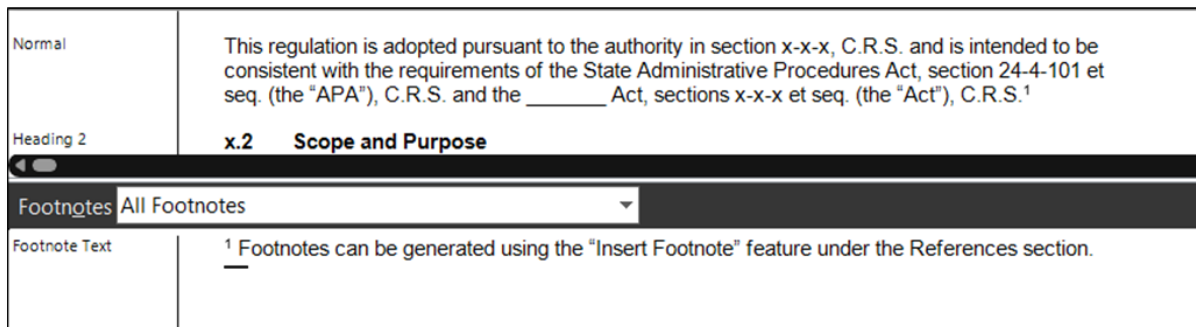 Normal
This regulation is adopted pursuant to the authority in section x-x-x, C.R.S. and is intended to be
consistent with the requirements of the State Administrative Procedures Act, section 24-4-101 et
seq. (the “APA”), C.R.S. and the _______ Act, sections x-x-x et seq. (the “Act”), C.R.S.¹
Heading 2
x.2 Scope and Purpose
Footnotes All Footnotes
Footnote Text
¹ Footnotes can be generated using the “Insert Footnote” feature under the References section.